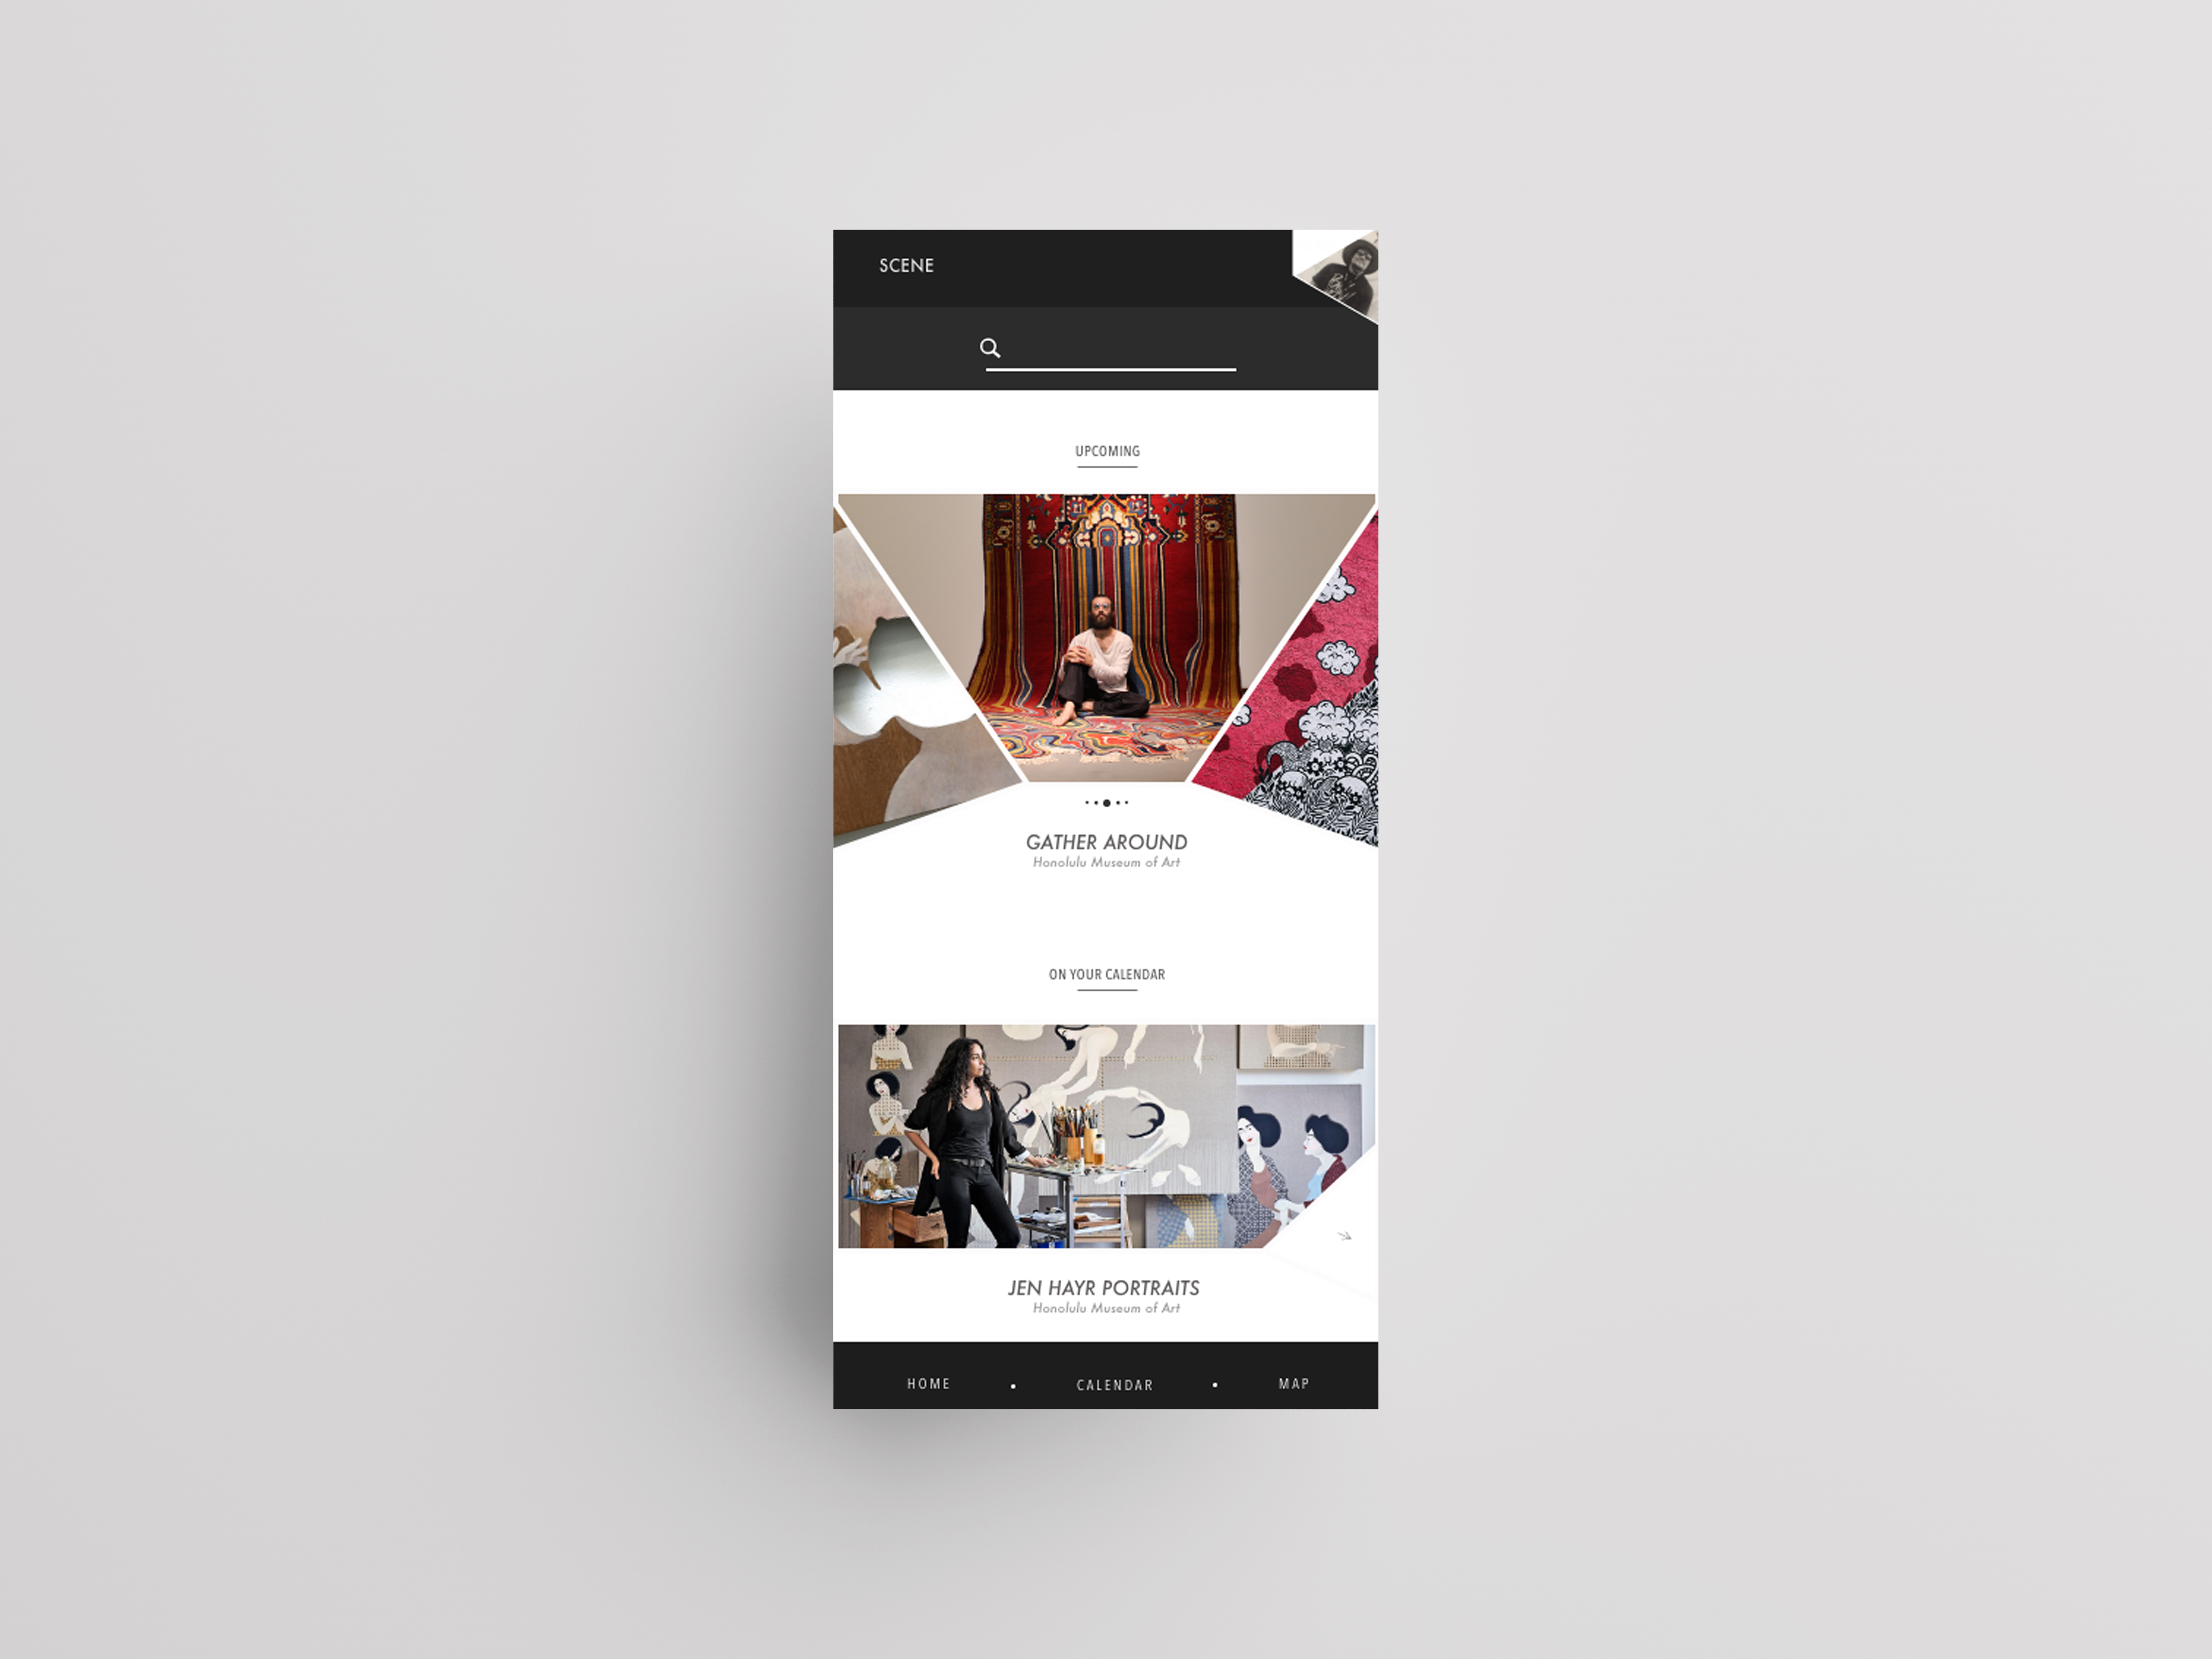 SCENE
UPCOMING
GATHER AROUND
Honolulu Museum of Art
ON YOUR CALENDAR
JEN HAYR PORTRAITS
Honolulu Museum of Art
HOME • CALENDAR • MAP